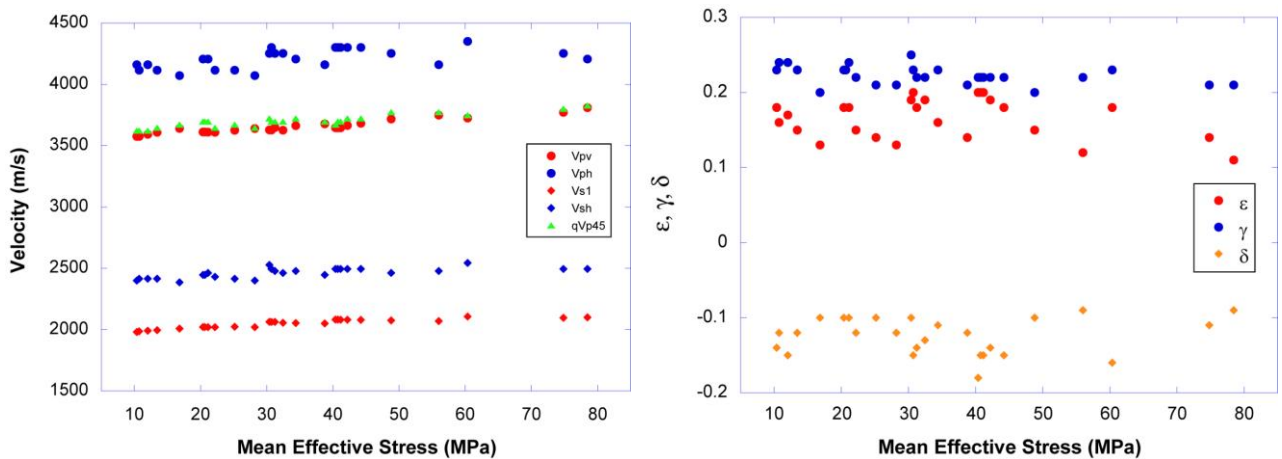 4500
4000
3500
3000
2500
2000
1500
Velocity (m/s)
10 20 30 40 50 60 70 80
Mean Effective Stress (MPa)
Vpv
Vph
Vs1
Vsh
qVp45
0.3
0.2
0.1
0
-0.1
-0.2
ε, γ, δ
10 20 30 40 50 60 70 80
Mean Effective Stress (MPa)
ε
γ
δ